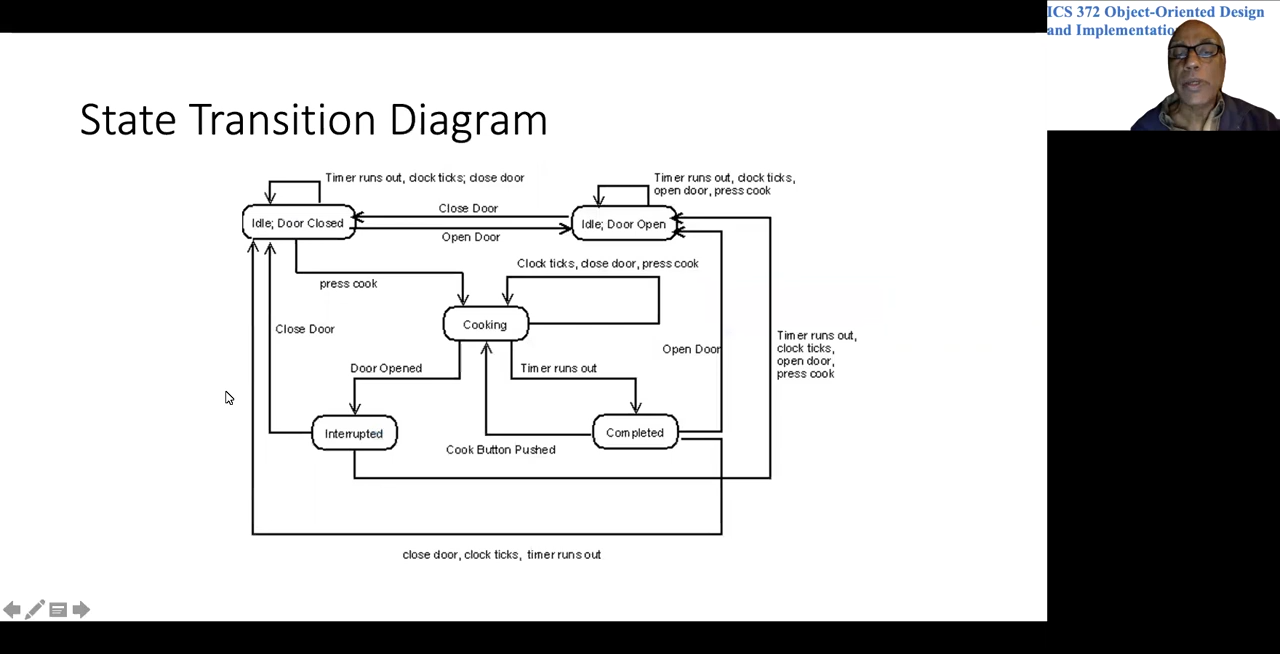 ICS 372 Object-Oriented Design
and Implementatio
State Transition Diagram
Timer runs out, clock ticks; close door
Timer runs out, clock ticks,
open door, press cook
Idle; Door Closed
Close Door
Open Door
Idle; Door Open
press cook
Clock ticks, close door, press cook
Cooking
Close Door
Open Door
Timer runs out,
clock ticks,
open door,
press cook
Door Opened
Timer runs out
Interrupted
Completed
Cook Button Pushed
close door, clock ticks, timer runs out